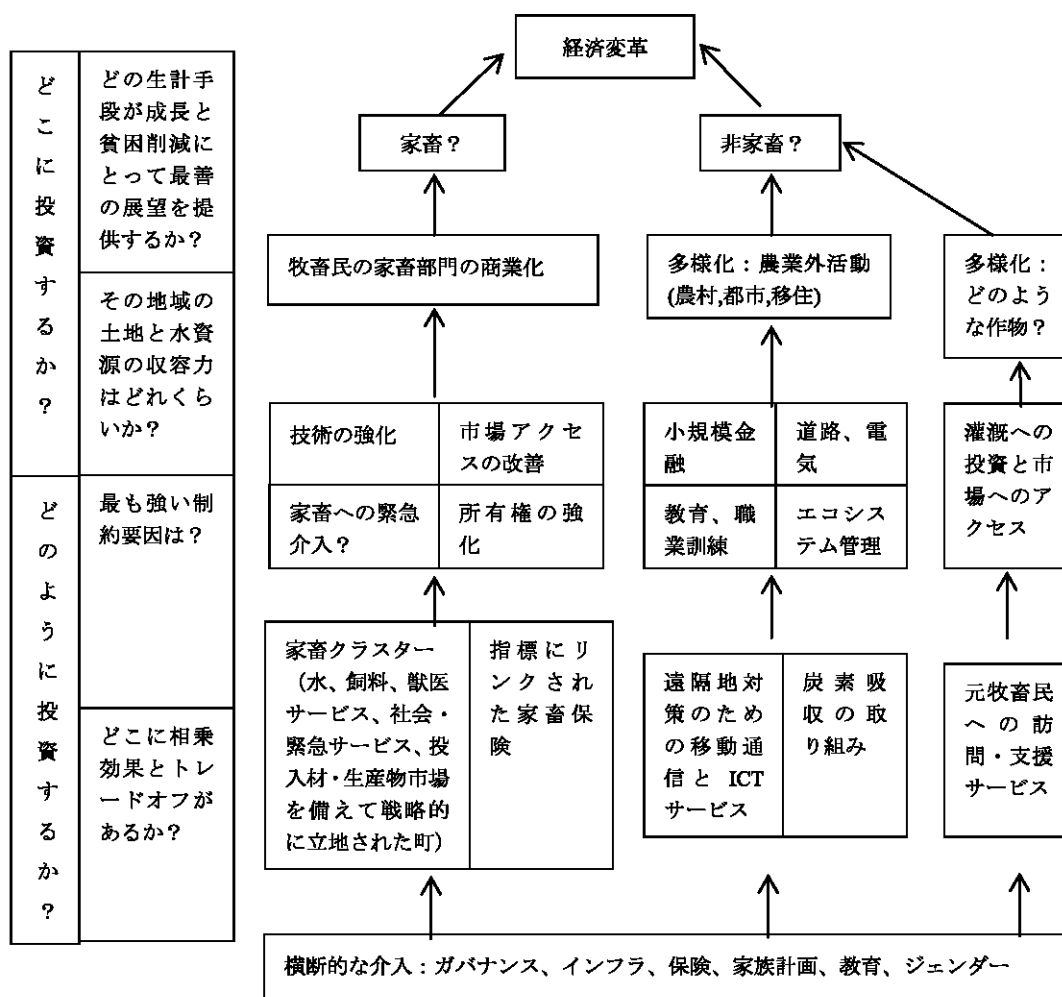 経済変革
どこに投資するか?
どの生計手
段が成長と
貧困削減に
とって最善
の展望を提
供するか?
その地域の
土地と水資
源の収容力
はどれくら
いか?
どのように投資するか?
最も強い制
約要因は?
どこに相乗
効果とトレ
ードオフが
あるか?
家畜?
非家畜?
牧畜民の家畜部門の商業化
多様化:農業外活動
(農村,都市,移住)
多様化:
どのよう
な作物?
技術の強化
市場アクセ
スの改善
家畜への緊急
介入?
所有権の強
化
小規模金
融
道路、電
気
教育、職
業訓練
エコシス
テム管理
灌漑への
投資と市
場へのア
クセス
家畜クラスター
(水、飼料、獣医
サービス、社会・
緊急サービス、投
入材・生産物市場
を備えて戦略的
に立地された町)
指標にリ
ンクされ
た家畜保
険
遠隔地対
策のため
の移動通
信と ICT
サービス
炭素吸
収の取
り組み
元牧畜民
への訪
問・支援
サービス
横断的な介入:ガバナンス、インフラ、保険、家族計画、教育、ジェンダー